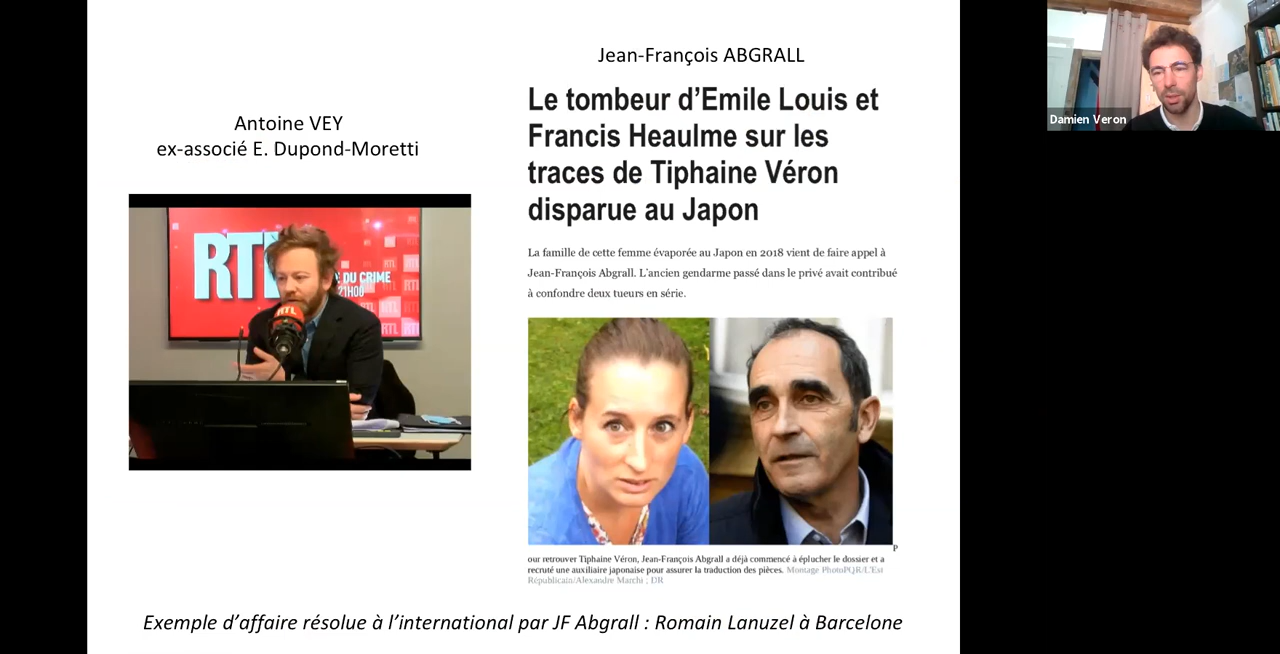 Jean-François ABGRALL
Antoine VEY
ex-associé E. Dupond-Moretti
RTL
DU CRIME
21H00
RTL
Le tombeur d'Emile Louis et
Francis Heaulme sur les
traces de Tiphaine Véron
disparue au Japon
La famille de cette femme évaporée au Japon en 2018 vient de faire appel à
Jean-François Abgrall. L'ancien gendarme passé dans le privé avait contribué
à confondre deux tueurs en série.
P
our retrouver Tiphaine Véron, Jean-François Abgrall a déjà commencé à éplucher le dossier et a
recruté une auxiliaire japonaise pour assurer la traduction des pièces. Montage PhotoPQR/L'Est
Républicain/Alexandre Marchi ; DR
Exemple d'affaire résolue à l'international par JF Abgrall : Romain Lanuzel à Barcelone
Damien Veron